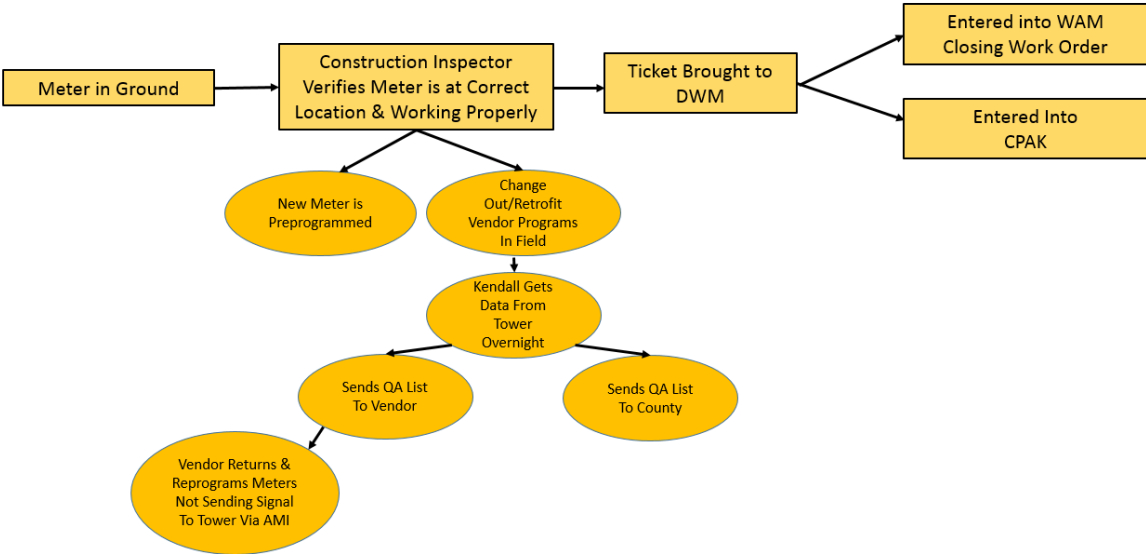 Meter in Ground
Construction Inspector
Verifies Meter is at Correct
Location & Working Properly
Ticket Brought to
DWM
Entered into WAM
Closing Work Order
Entered Into
CPAK
New Meter is
Preprogrammed
Change
Out/Retrofit
Vendor Programs
In Field
Kendall Gets
Data From
Tower
Overnight
Sends QA List
To Vendor
Sends QA List
To County
Vendor Returns &
Reprograms Meters
Not Sending Signal
To Tower Via AMI